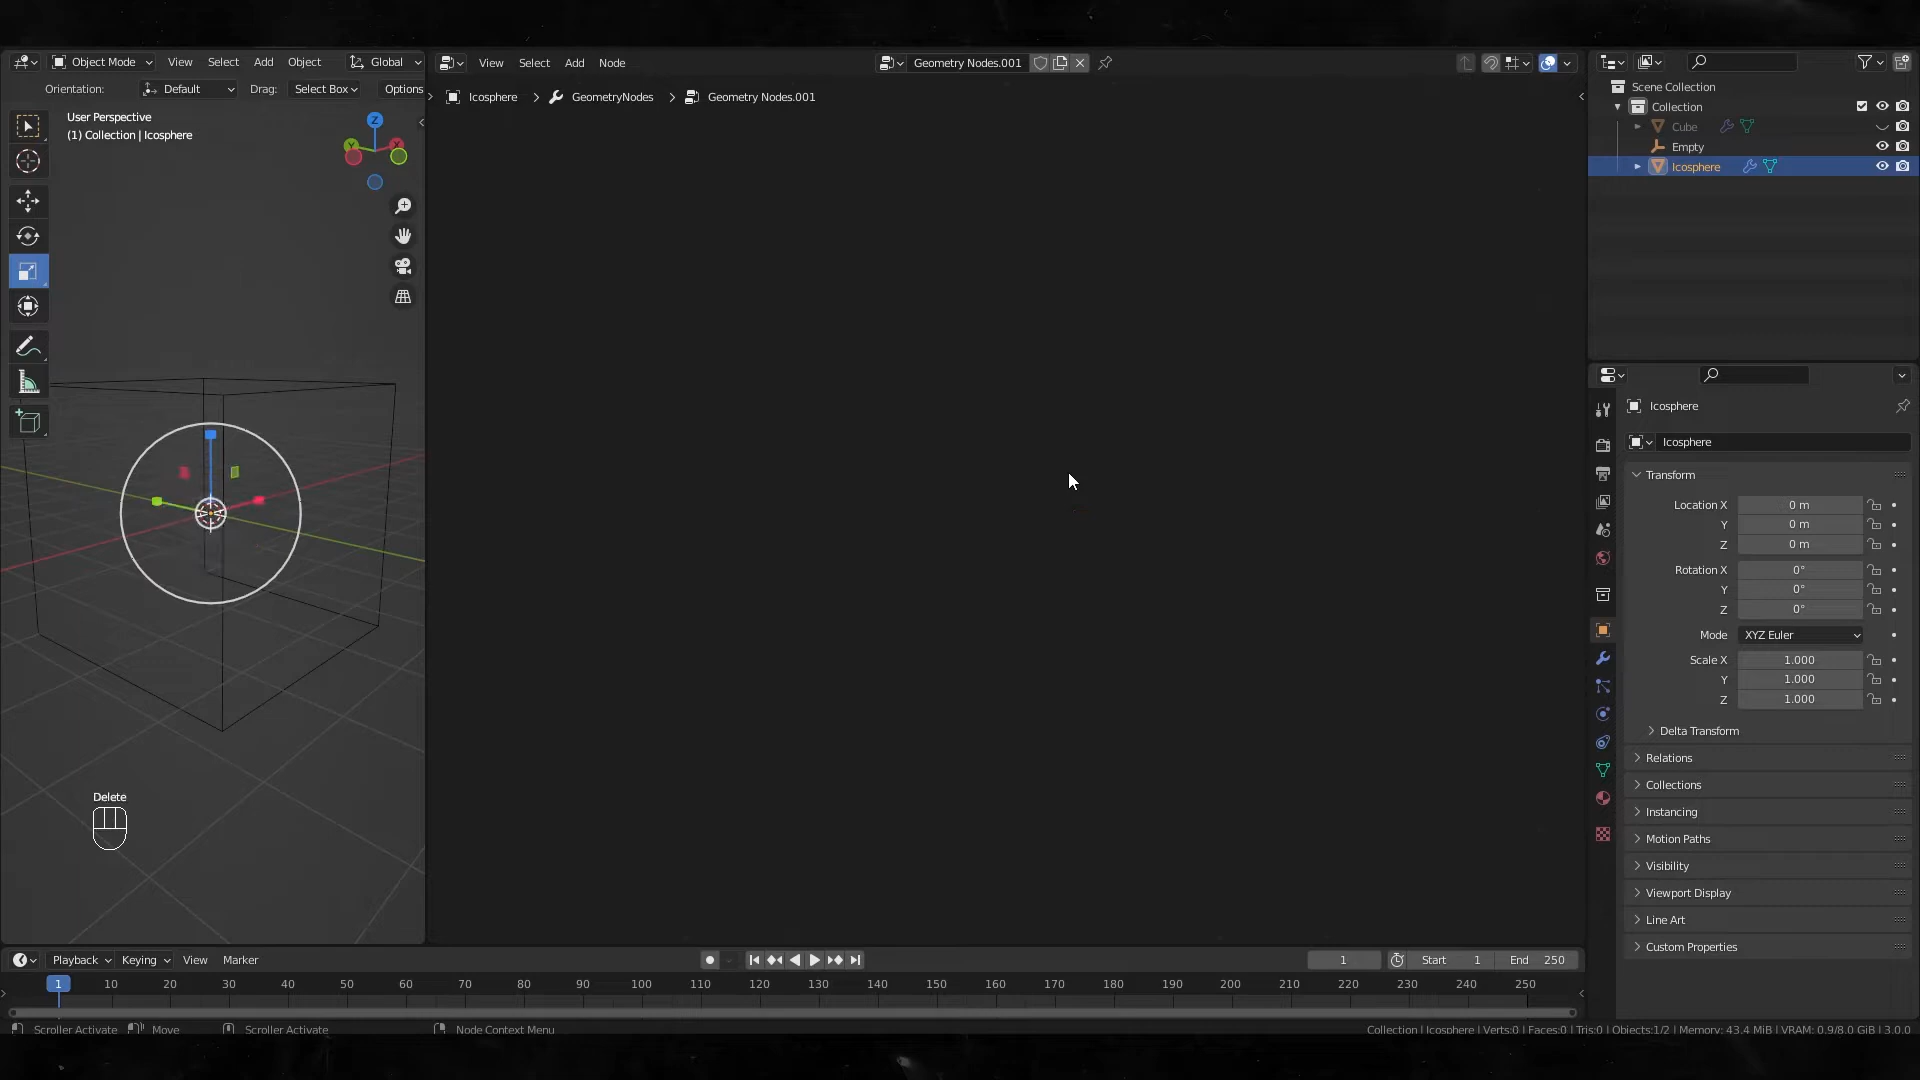 Object Mode View Select Add Object Global
View Select Add Node Geometry Nodes.001
Orientation: Default Drag: Select Box Options
Icosphere > GeometryNodes > Geometry Nodes.001
User Perspective
(1) Collection | Icosphere
Z
Delete
Scene Collection
Collection
Cube
Empty
Icosphere
Icosphere
Icosphere
Transform
Location X 0 m
Y 0 m
Z 0 m
Rotation X 0°
Y 0°
Z 0°
Mode XYZ Euler
Scale X 1.000
Y 1.000
Z 1.000
Delta Transform
Relations
Collections
Instancing
Motion Paths
Visibility
Viewport Display
Line Art
Custom Properties
Playback Keying View Marker 1 Start 1 End 250
1 10 20 30 40 50 60 70 80 90 100 110 120 130 140 150 160 170 180 190 200 210 220 230 240 250
Scroller Activate Move Scroller Activate Node Context Menu Collection | Icosphere | Verts:0 | Faces:0 | Tris:0 | Objects:1/2 | Memory: 43.4 MiB | VRAM: 0.9/8.0 GiB | 3.0.0